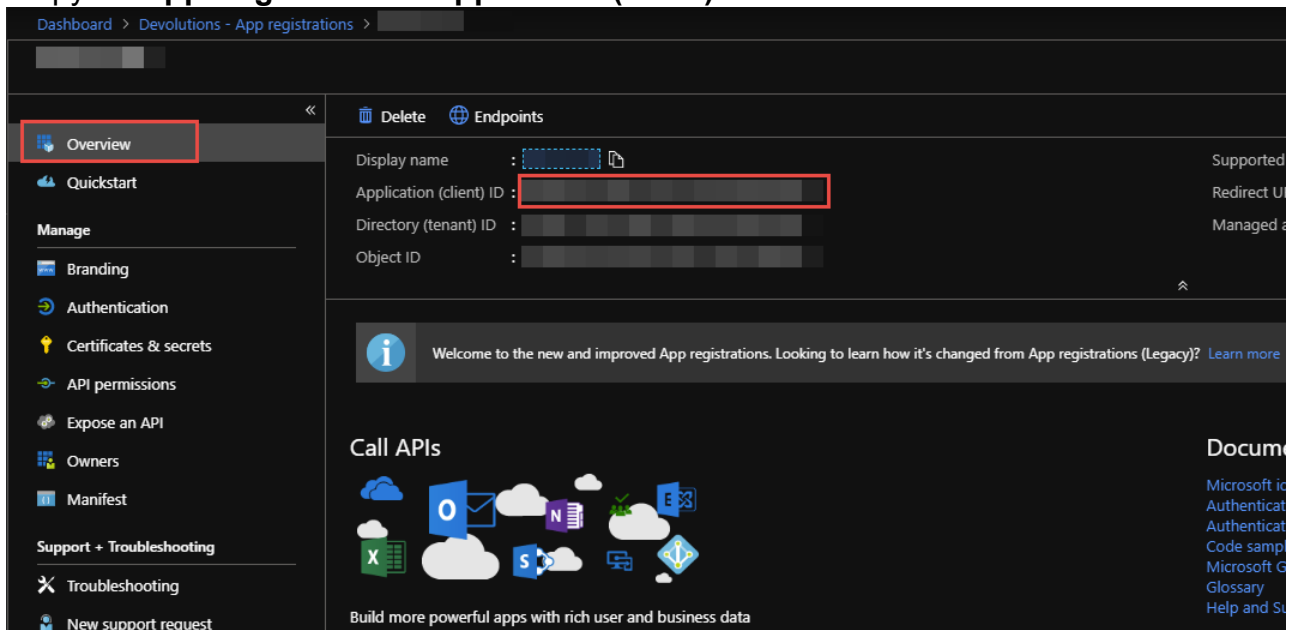 Dashboard > Devolutions - App registrations >
«
Overview
Quickstart
Manage
Branding
Authentication
Certificates & secrets
API permissions
Expose an API
Owners
Manifest
Support + Troubleshooting
Troubleshooting
New support request
Delete Endpoints
Display name :
Application (client) ID :
Directory (tenant) ID :
Object ID :
Supported
Redirect U
Managed a
Welcome to the new and improved App registrations. Looking to learn how it's changed from App registrations (Legacy)? Learn more
Call APIs
Build more powerful apps with rich user and business data
Docum
Microsoft ic
Authenticat
Authenticat
Code sampl
Microsoft G
Glossary
Help and Su